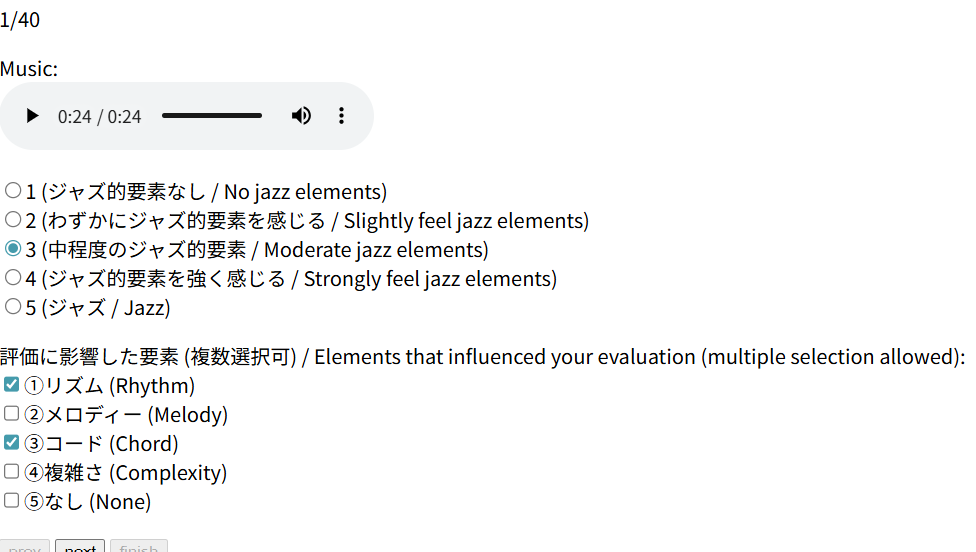 1/40
Music:
0:24 / 0:24
1 (ジャズ的要素なし / No jazz elements)
2 (わずかにジャズ的要素を感じる / Slightly feel jazz elements)
3 (中程度のジャズ的要素 / Moderate jazz elements)
4 (ジャズ的要素を強く感じる / Strongly feel jazz elements)
5 (ジャズ / Jazz)
評価に影響した要素 (複数選択可) / Elements that influenced your evaluation (multiple selection allowed):
①リズム (Rhythm)
②メロディー (Melody)
③コード (Chord)
④複雑さ (Complexity)
⑤なし (None)
prev next finish